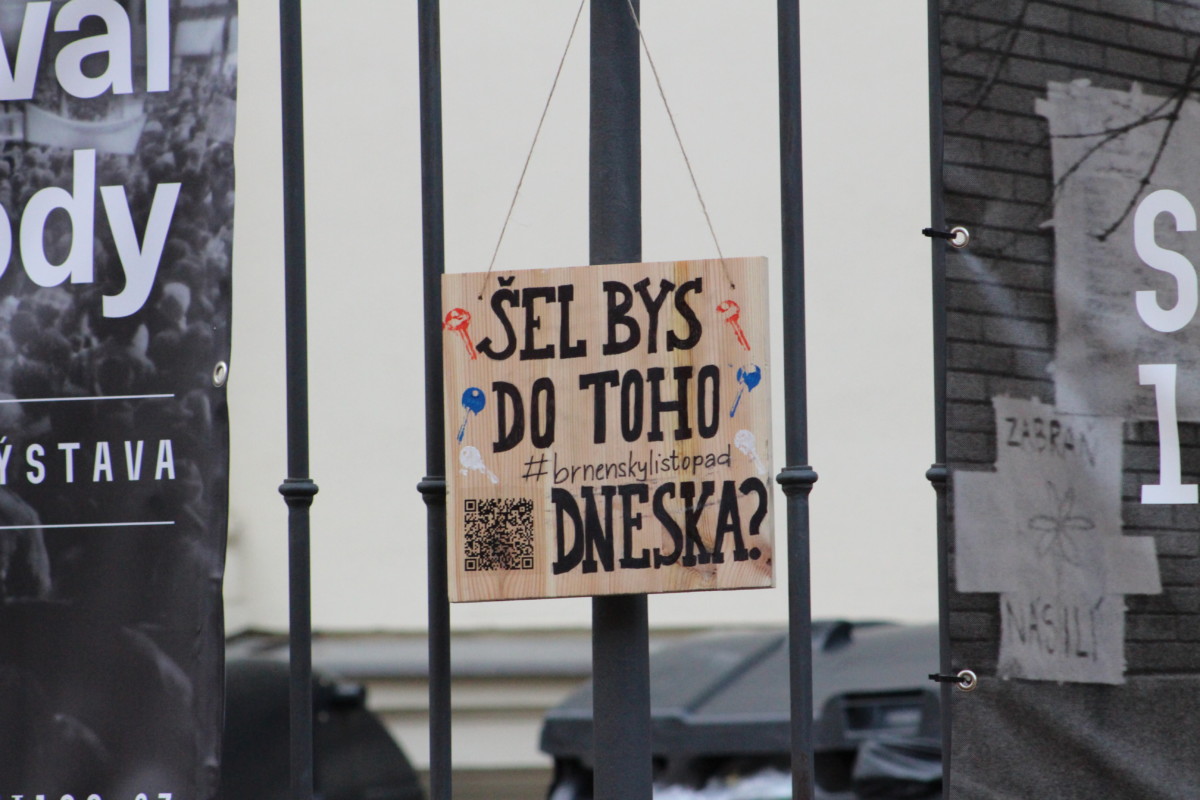 val
ody
ÝSTAVA
ŠEL BYS
DO TOHO
#brnenskylistopad
DNESKA?
S
1
ZABRAŇ
NÁSILÍ